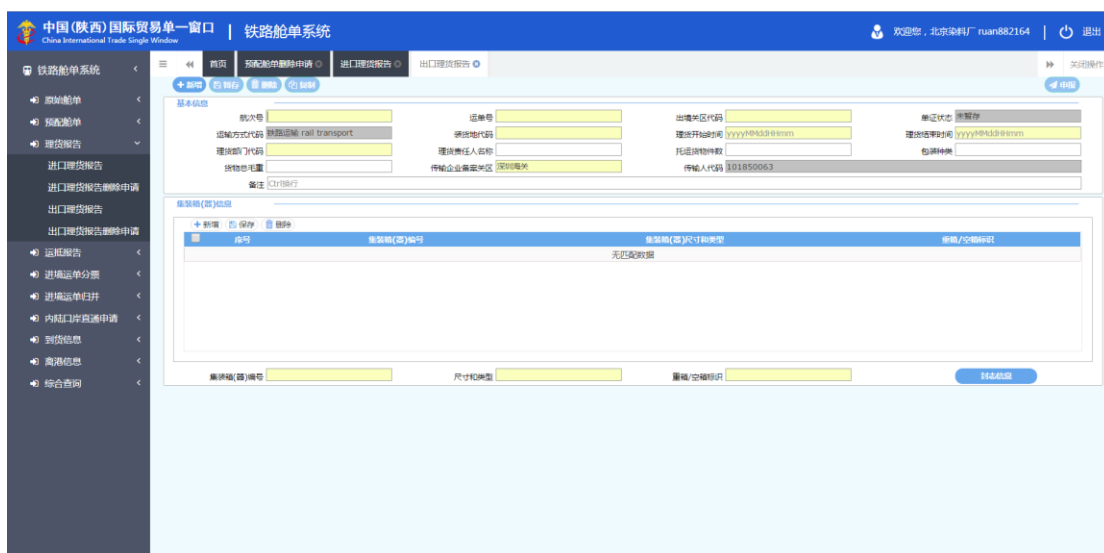 中国(陕西)国际贸易单一窗口 | 铁路舱单系统
China International Trade Single Window
欢迎您，北京染料厂 ruan882164 | 退出
铁路舱单系统
首页 预配舱单删除申请 进口理货报告 出口理货报告 关闭操作
新增 暂存 删除 复制 申报
原始舱单
预配舱单
理货报告
进口理货报告
进口理货报告删除申请
出口理货报告
出口理货报告删除申请
运抵报告
进境运单分票
进境运单归并
内陆口岸直通申请
到货信息
离港信息
综合查询
基本信息
航次号 运单号 出境关区代码 单证状态 未暂存
运输方式代码 铁路运输 rail transport 装货地代码 理货开始时间 yyyyMMddHHmm 理货结束时间 yyyyMMddHHmm
理货部门代码 理货责任人名称 托运货物件数 包装种类
货物总毛重 传输企业备案关区 深圳海关 传输人代码 101850063
备注 Ctrl换行
集装箱(器)信息
新增 保存 删除
序号 集装箱(器)编号 集装箱(器)尺寸和类型 重箱/空箱标识
无匹配数据
集装箱(器)编号 尺寸和类型 重箱/空箱标识 封志信息